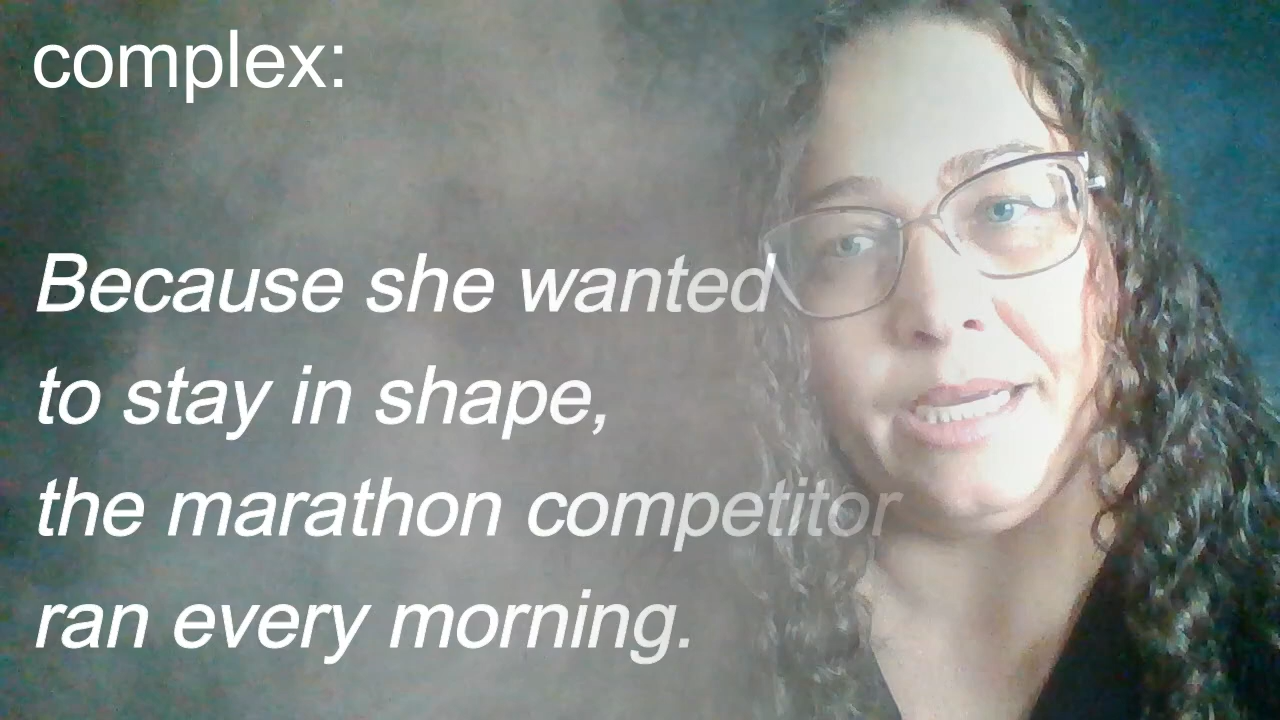 complex:
Because she wanted
to stay in shape,
the marathon competitor
ran every morning.